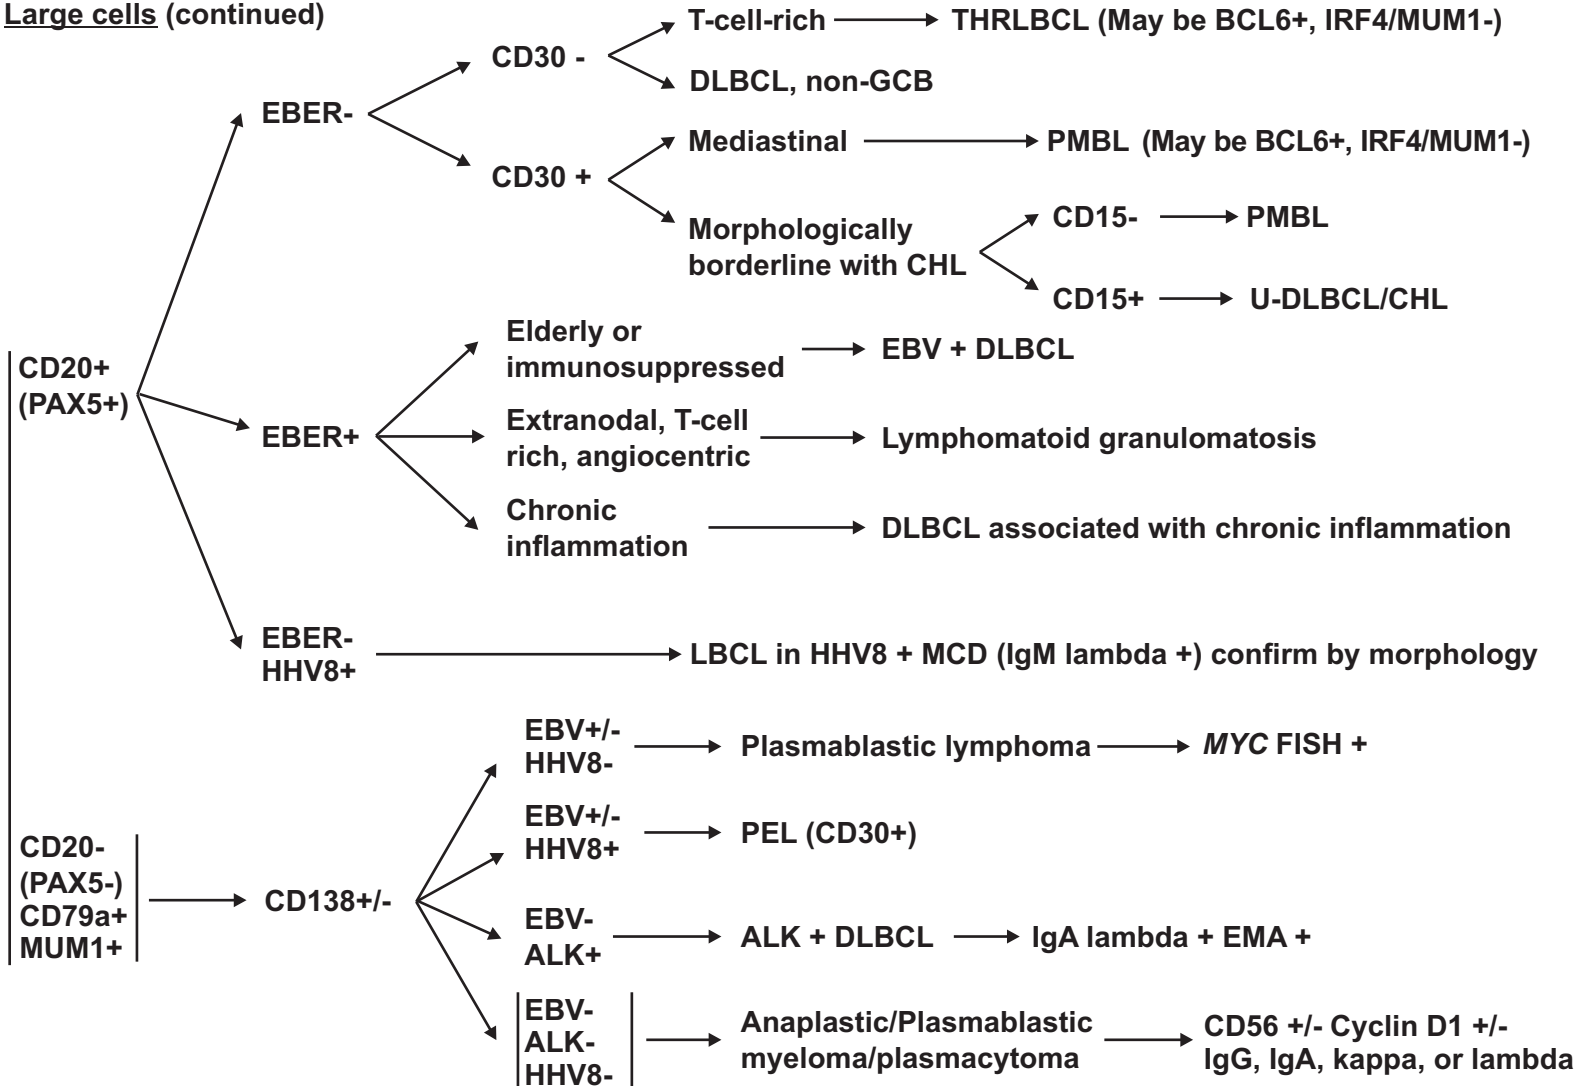 Large cells (continued)
T-cell-rich
THRLBCL (May be BCL6+, IRF4/MUM1-)
CD30 -
DLBCL, non-GCB
EBER-
Mediastinal
PMBL (May be BCL6+, IRF4/MUM1-)
CD30 +
Morphologically
borderline with CHL
CD15-
PMBL
CD15+
U-DLBCL/CHL
CD20+
(PAX5+)
Elderly or
immunosuppressed
EBV + DLBCL
EBER+
Extranodal, T-cell
rich, angiocentric
Lymphomatoid granulomatosis
Chronic
inflammation
DLBCL associated with chronic inflammation
EBER-
HHV8+
LBCL in HHV8 + MCD (IgM lambda +) confirm by morphology
EBV+/-
HHV8-
Plasmablastic lymphoma
MYC FISH +
EBV+/-
HHV8+
PEL (CD30+)
CD20-
(PAX5-)
CD79a+
MUM1+
CD138+/-
EBV-
ALK+
ALK + DLBCL
IgA lambda + EMA +
EBV-
ALK-
HHV8-
Anaplastic/Plasmablastic
myeloma/plasmacytoma
CD56 +/- Cyclin D1 +/-
IgG, IgA, kappa, or lambda